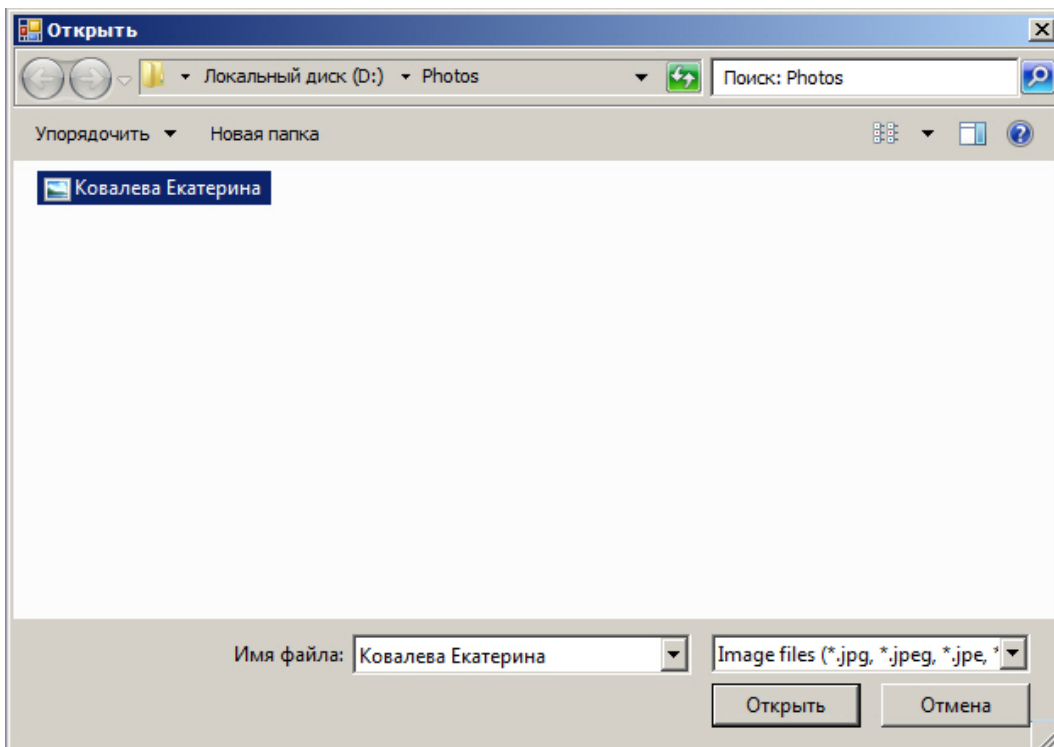 Открыть
Локальный диск (D:) Photos Поиск: Photos
Упорядочить Новая папка
Ковалева Екатерина
Имя файла: Ковалева Екатерина Image files (*.jpg, *.jpeg, *.jpe, *
Открыть Отмена